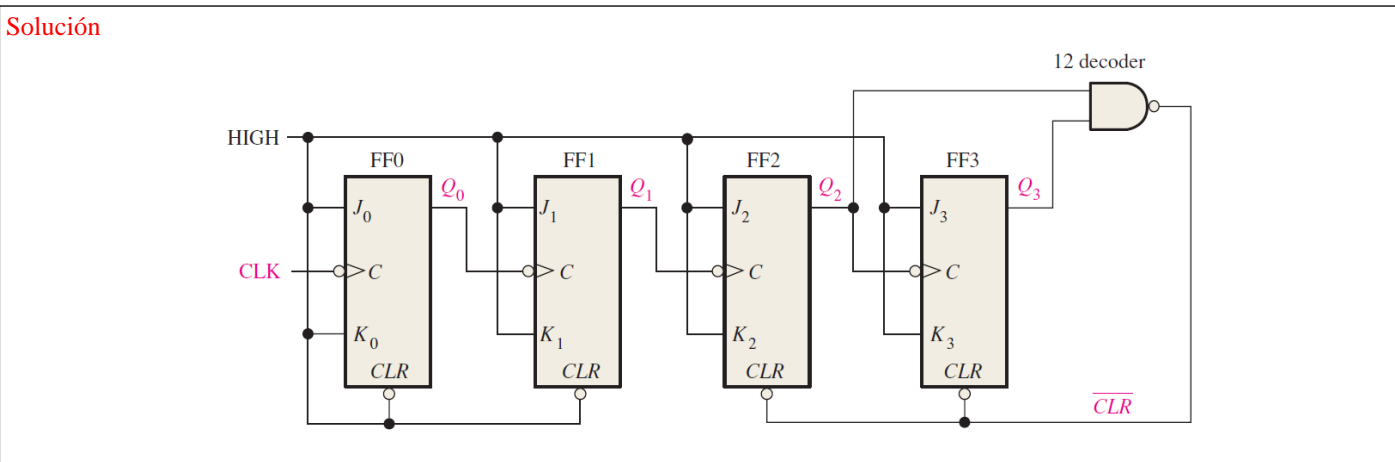 Solución
12 decoder
HIGH
FF0 FF1 FF2 FF3
Q0 Q1 Q2 Q3
J0 J1 J2 J3
CLK C C C C
K0 K1 K2 K3
CLR CLR CLR CLR
CLR